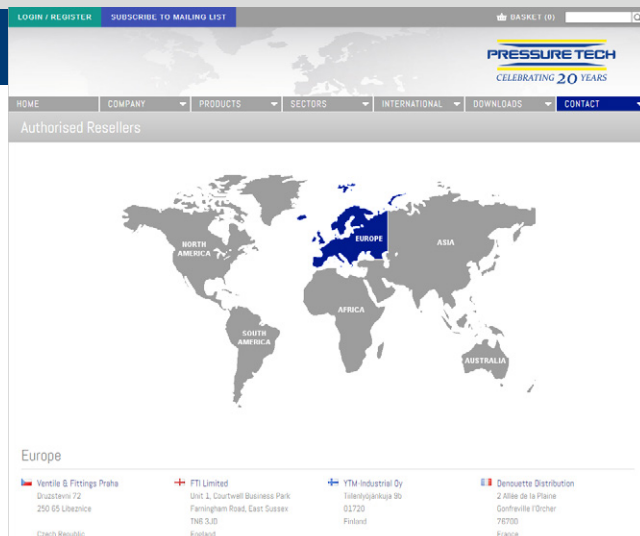 LOGIN / REGISTER SUBSCRIBE TO MAILING LIST BASKET (0)
PRESSURE TECH
CELEBRATING 20 YEARS
HOME COMPANY PRODUCTS SECTORS INTERNATIONAL DOWNLOADS CONTACT
Authorised Resellers
NORTH AMERICA
EUROPE
ASIA
AFRICA
SOUTH AMERICA
AUSTRALIA
Europe
Ventile & Fittings Praha
Druzstevni 72
250 65 Libeznice
Czech Republic
FTI Limited
Unit 1, Courtwell Business Park
Farningham Road, East Sussex
TN6 3JD
England
YTM-Industrial Oy
Tiilenlyöjänkuja 9b
01720
Finland
Denouette Distribution
2 Allée de la Plaine
Gonfreville l'Orcher
76700
France